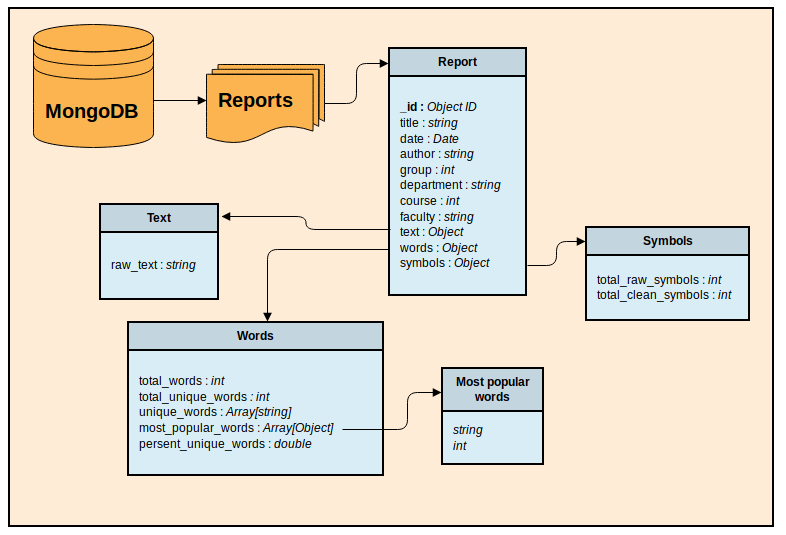 MongoDB
Reports
Report
_id : Object ID
title : string
date : Date
author : string
group : int
department : string
course : int
faculty : string
text : Object
words : Object
symbols : Object
Text
raw_text : string
Symbols
total_raw_symbols : int
total_clean_symbols : int
Words
total_words : int
total_unique_words : int
unique_words : Array[string]
most_popular_words : Array[Object]
persent_unique_words : double
Most popular
words
string
int